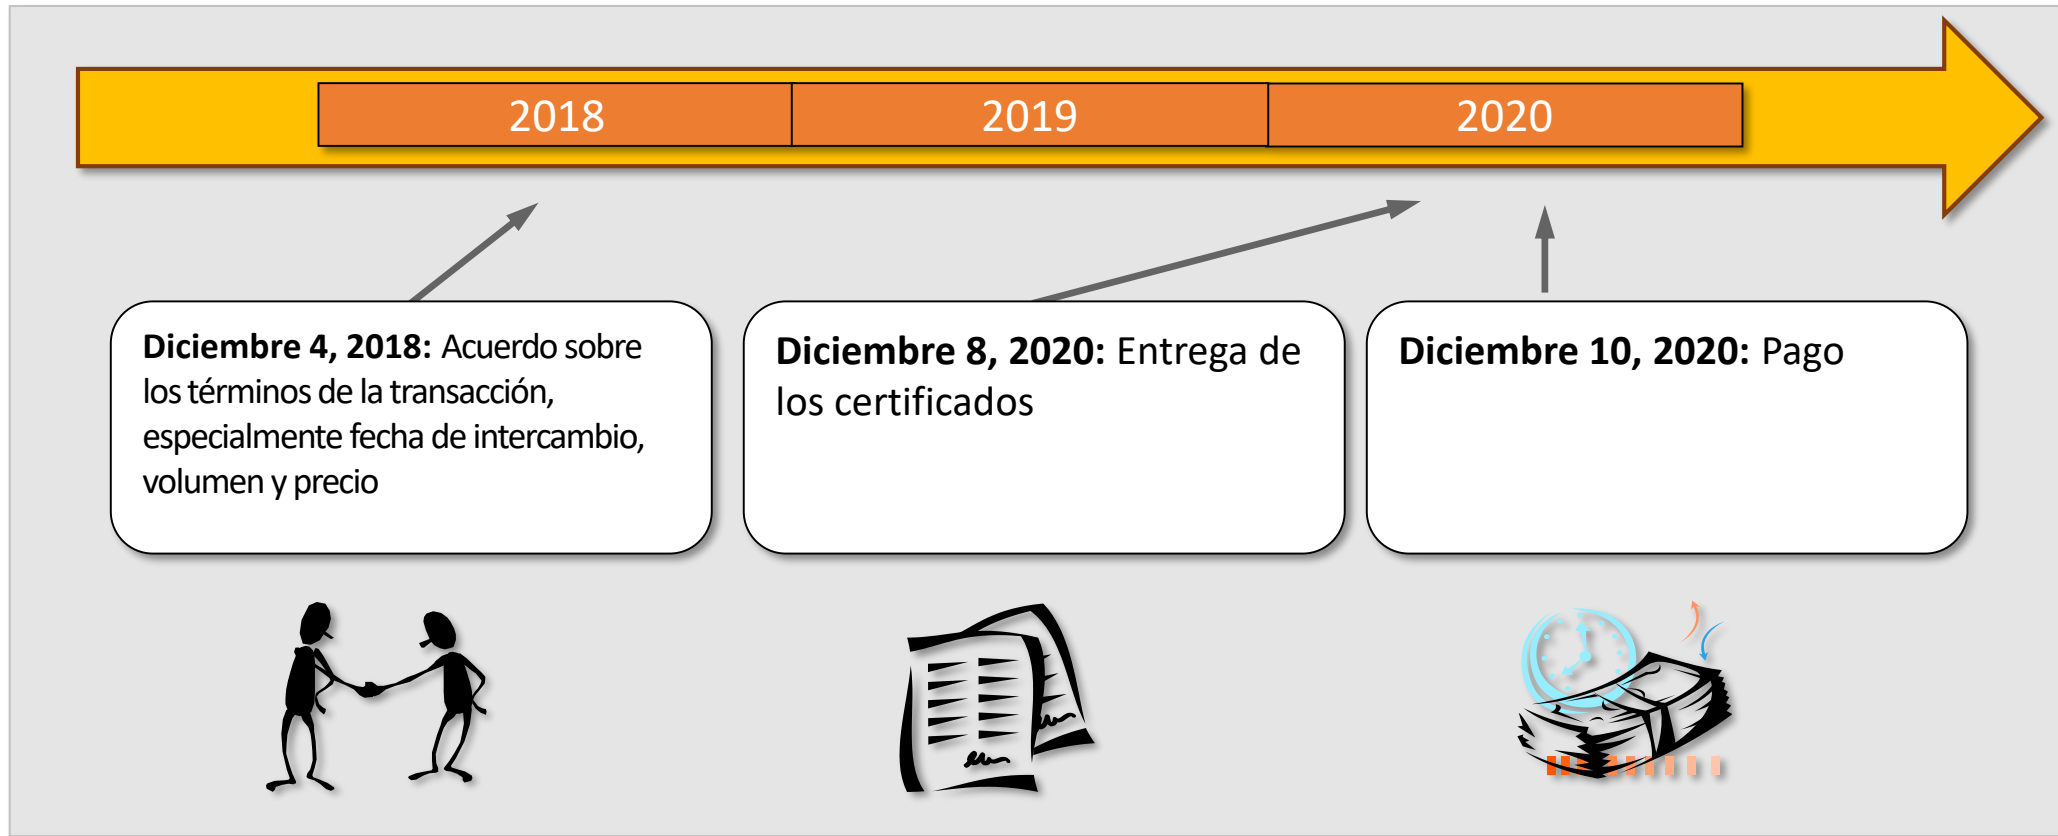 2018
2019
2020
Diciembre 4, 2018: Acuerdo sobre
los términos de la transacción,
especialmente fecha de intercambio,
volumen y precio
Diciembre 8, 2020: Entrega de
los certificados
Diciembre 10, 2020: Pago